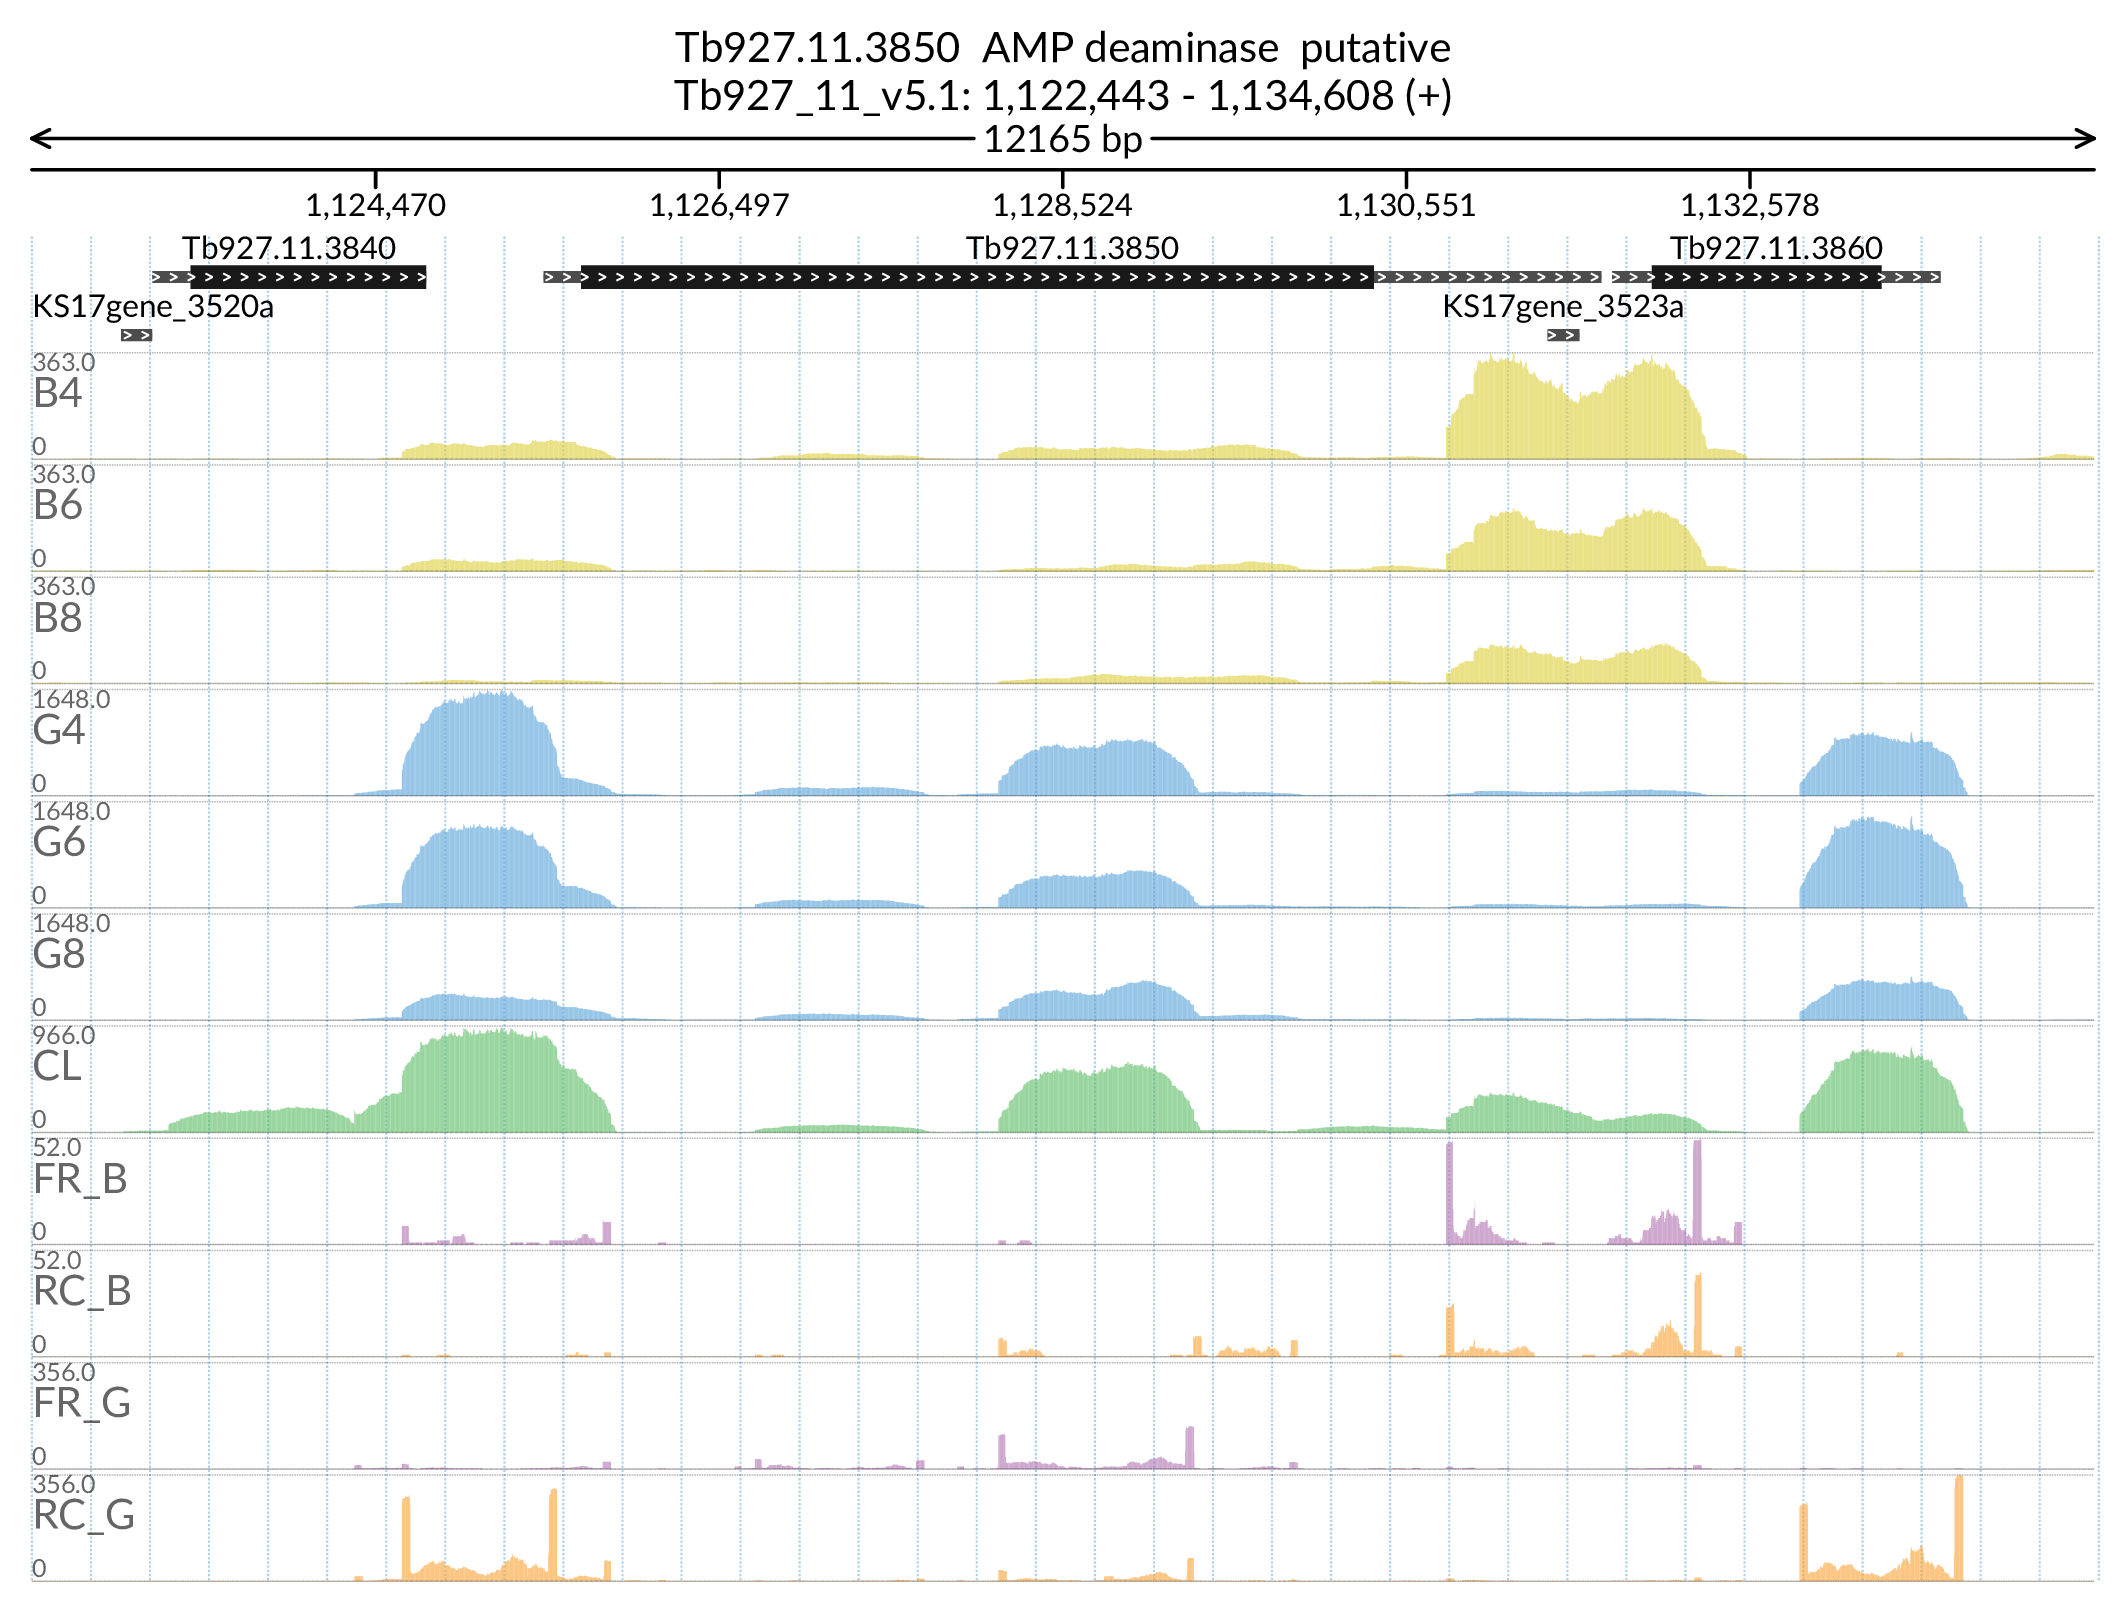 Tb927.11.3850 AMP deaminase putative
Tb927_11_v5.1: 1,122,443 - 1,134,608 (+)
12165 bp
1,124,470 1,126,497 1,128,524 1,130,551 1,132,578
Tb927.11.3840 Tb927.11.3850 Tb927.11.3860
KS17gene_3520a KS17gene_3523a
363.0
B4
0
363.0
B6
0
363.0
B8
0
1648.0
G4
0
1648.0
G6
0
1648.0
G8
0
966.0
CL
0
52.0
FR_B
0
52.0
RC_B
0
356.0
FR_G
0
356.0
RC_G
0